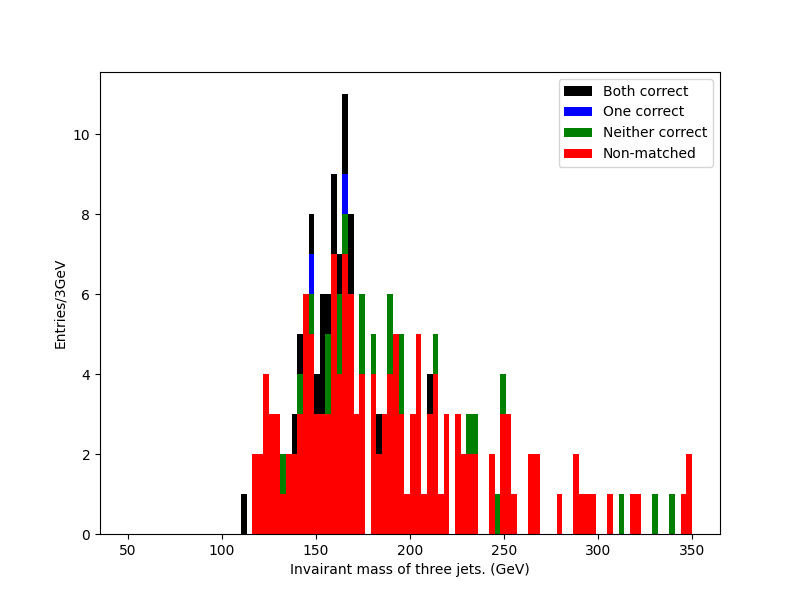 Both correct
One correct
Neither correct
Non-matched
Entries/3GeV
10
8
6
4
2
0
50
100
150
200
250
300
350
Invairant mass of three jets. (GeV)